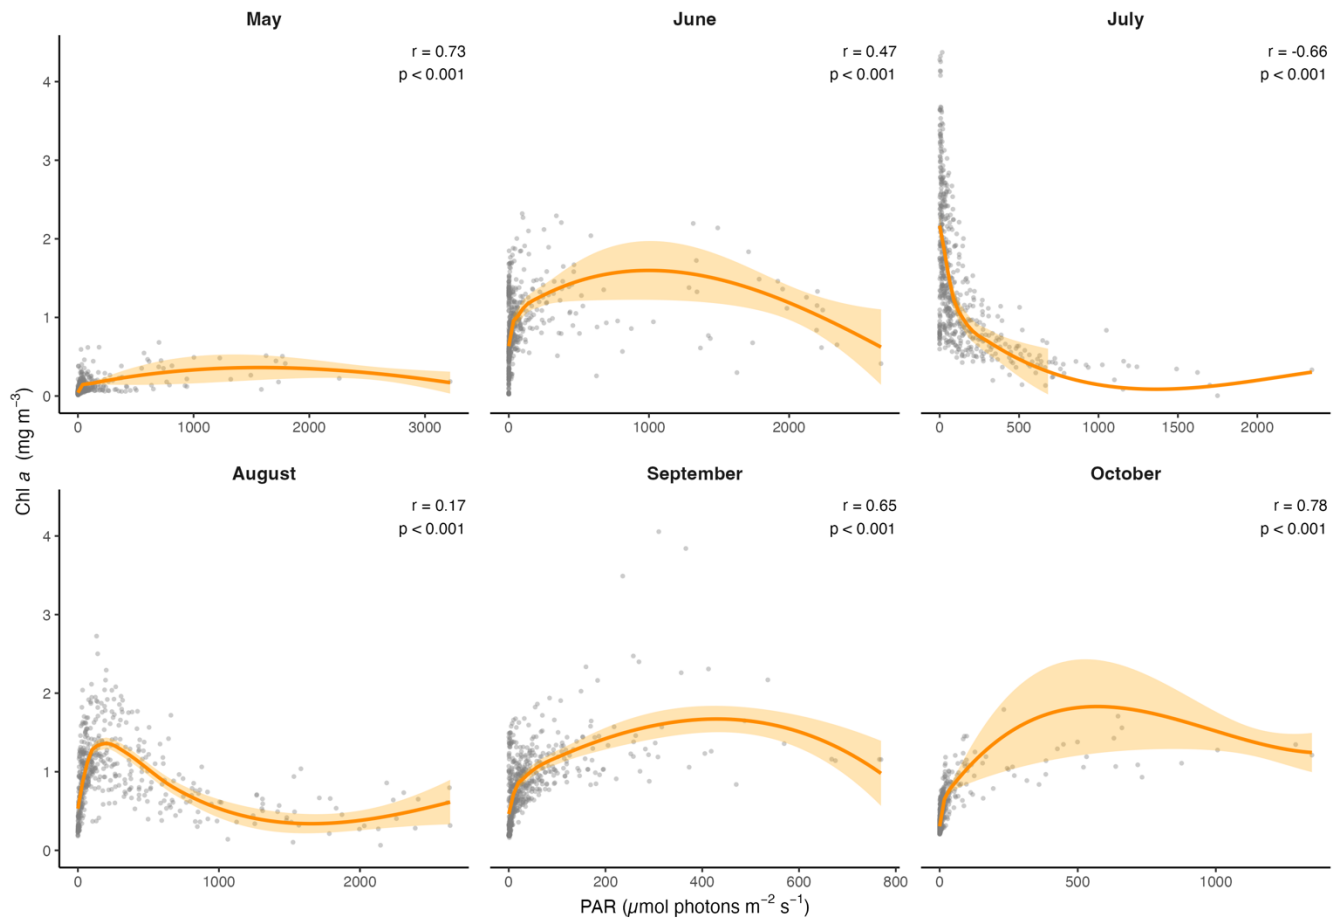 May
June
July
r = 0.73
p < 0.001
r = 0.47
p < 0.001
r = -0.66
p < 0.001
4
3
2
1
0
0 1000 2000 3000
0 1000 2000
0 500 1000 1500 2000
Chl a (mg m⁻³)
August
September
October
r = 0.17
p < 0.001
r = 0.65
p < 0.001
r = 0.78
p < 0.001
4
3
2
1
0
0 1000 2000
0 200 400 600 800
0 500 1000
PAR (µmol photons m⁻² s⁻¹)